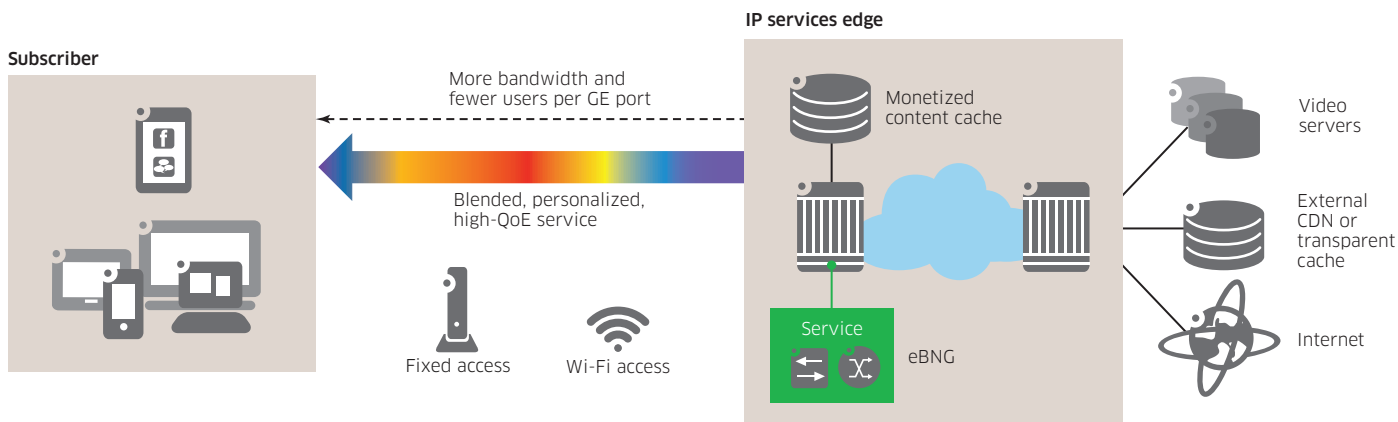 IP services edge
Subscriber
More bandwidth and
fewer users per GE port
Monetized
content cache
Video
servers
f
Blended, personalized,
high-QoE service
External
CDN or
transparent
cache
Service
eBNG
Internet
Fixed access
Wi-Fi access